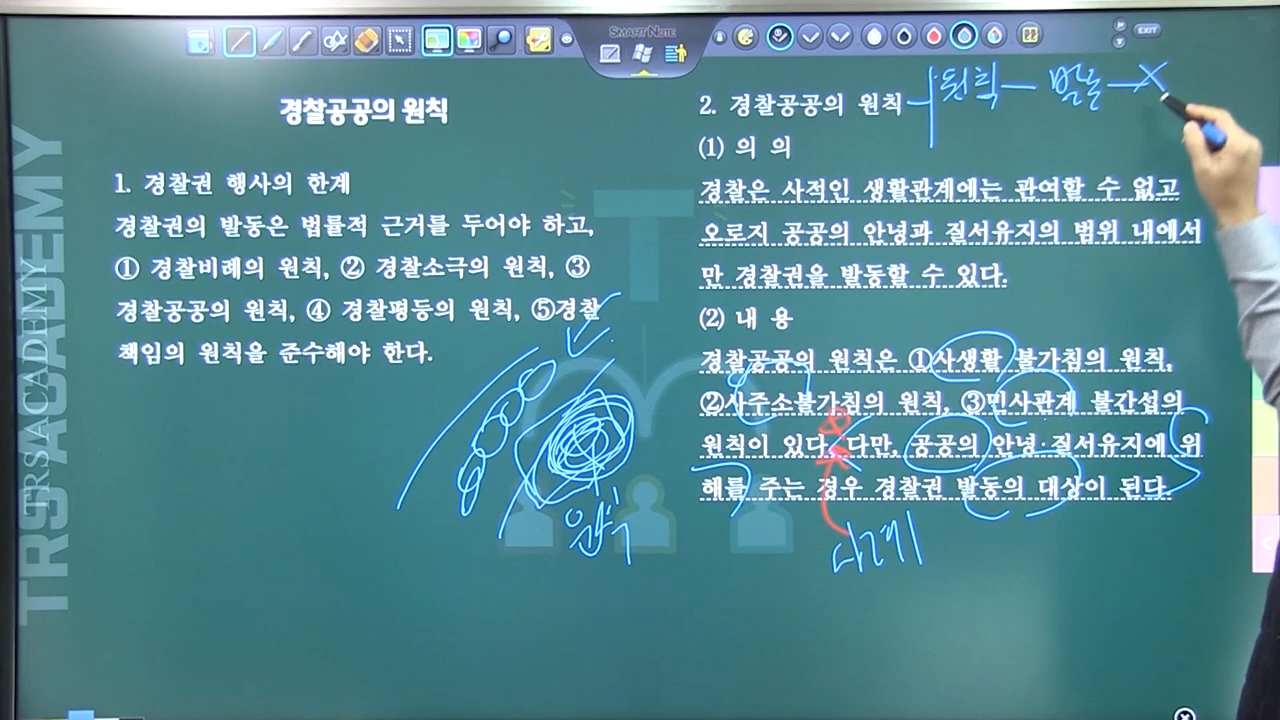 SMART NOTE
EXIT
경찰공공의 원칙
1. 경찰권 행사의 한계
경찰권의 발동은 법률적 근거를 두어야 하고,
① 경찰비례의 원칙, ② 경찰소극의 원칙, ③
경찰공공의 원칙, ④ 경찰평등의 원칙, ⑤경찰
책임의 원칙을 준수해야 한다.
2. 경찰공공의 원칙
원칙 — 발동 — X
(1) 의 의
경찰은 사적인 생활관계에는 관여할 수 없고
오로지 공공의 안녕과 질서유지의 범위 내에서
만 경찰권을 발동할 수 있다.
(2) 내 용
경찰공공의 원칙은 ①사생활 불가침의 원칙,
②사주소불가침의 원칙, ③민사관계 불간섭의
원칙이 있다. 다만, 공공의 안녕·질서유지에 위
해를 주는 경우 경찰권 발동의 대상이 된다.
TRS ACADEMY
TRS ACADEMY